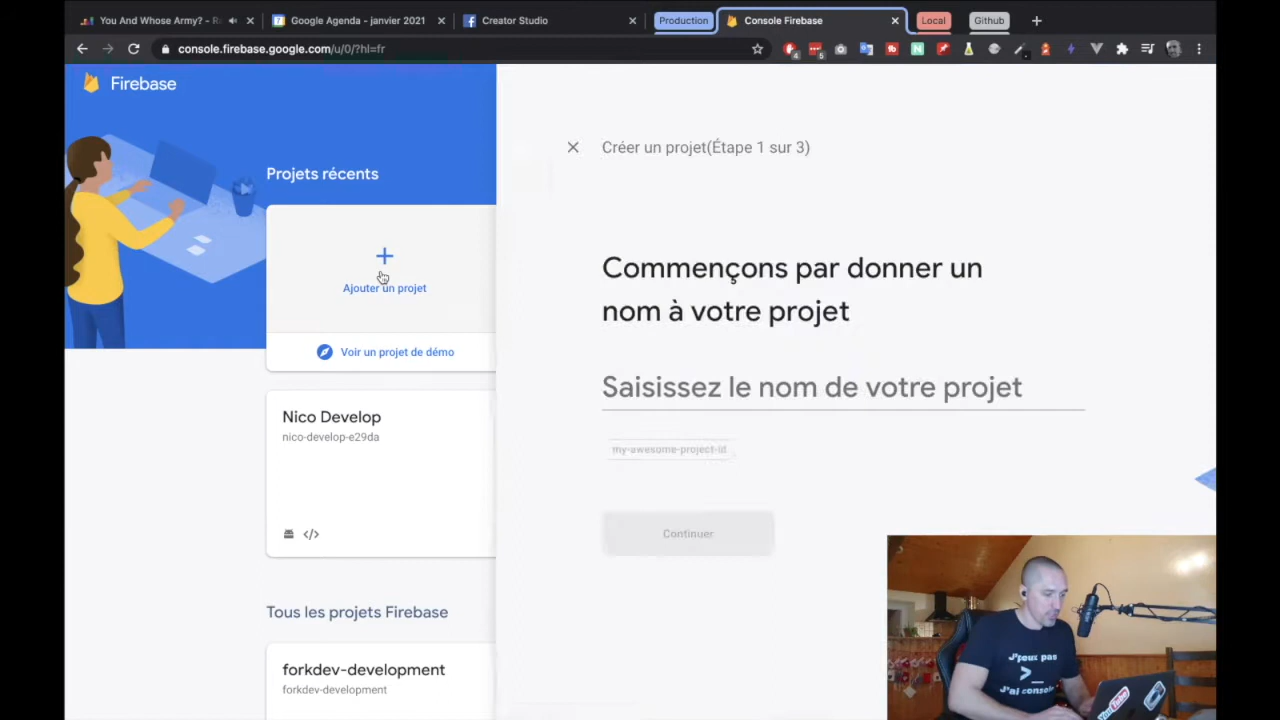 You And Whose Army? - R
Google Agenda - janvier 2021
Creator Studio
Production
Console Firebase
Local
Github
console.firebase.google.com/u/0/?hl=fr
4
5
Firebase
Projets récents
Ajouter un projet
Voir un projet de démo
Nico Develop
nico-develop-e29da
</>
Tous les projets Firebase
forkdev-development
forkdev-development
Créer un projet(Étape 1 sur 3)
Commençons par donner un
nom à votre projet
Saisissez le nom de votre projet
my-awesome-project-id
Continuer
J'peux pas
>_
J'ai console
YouTube